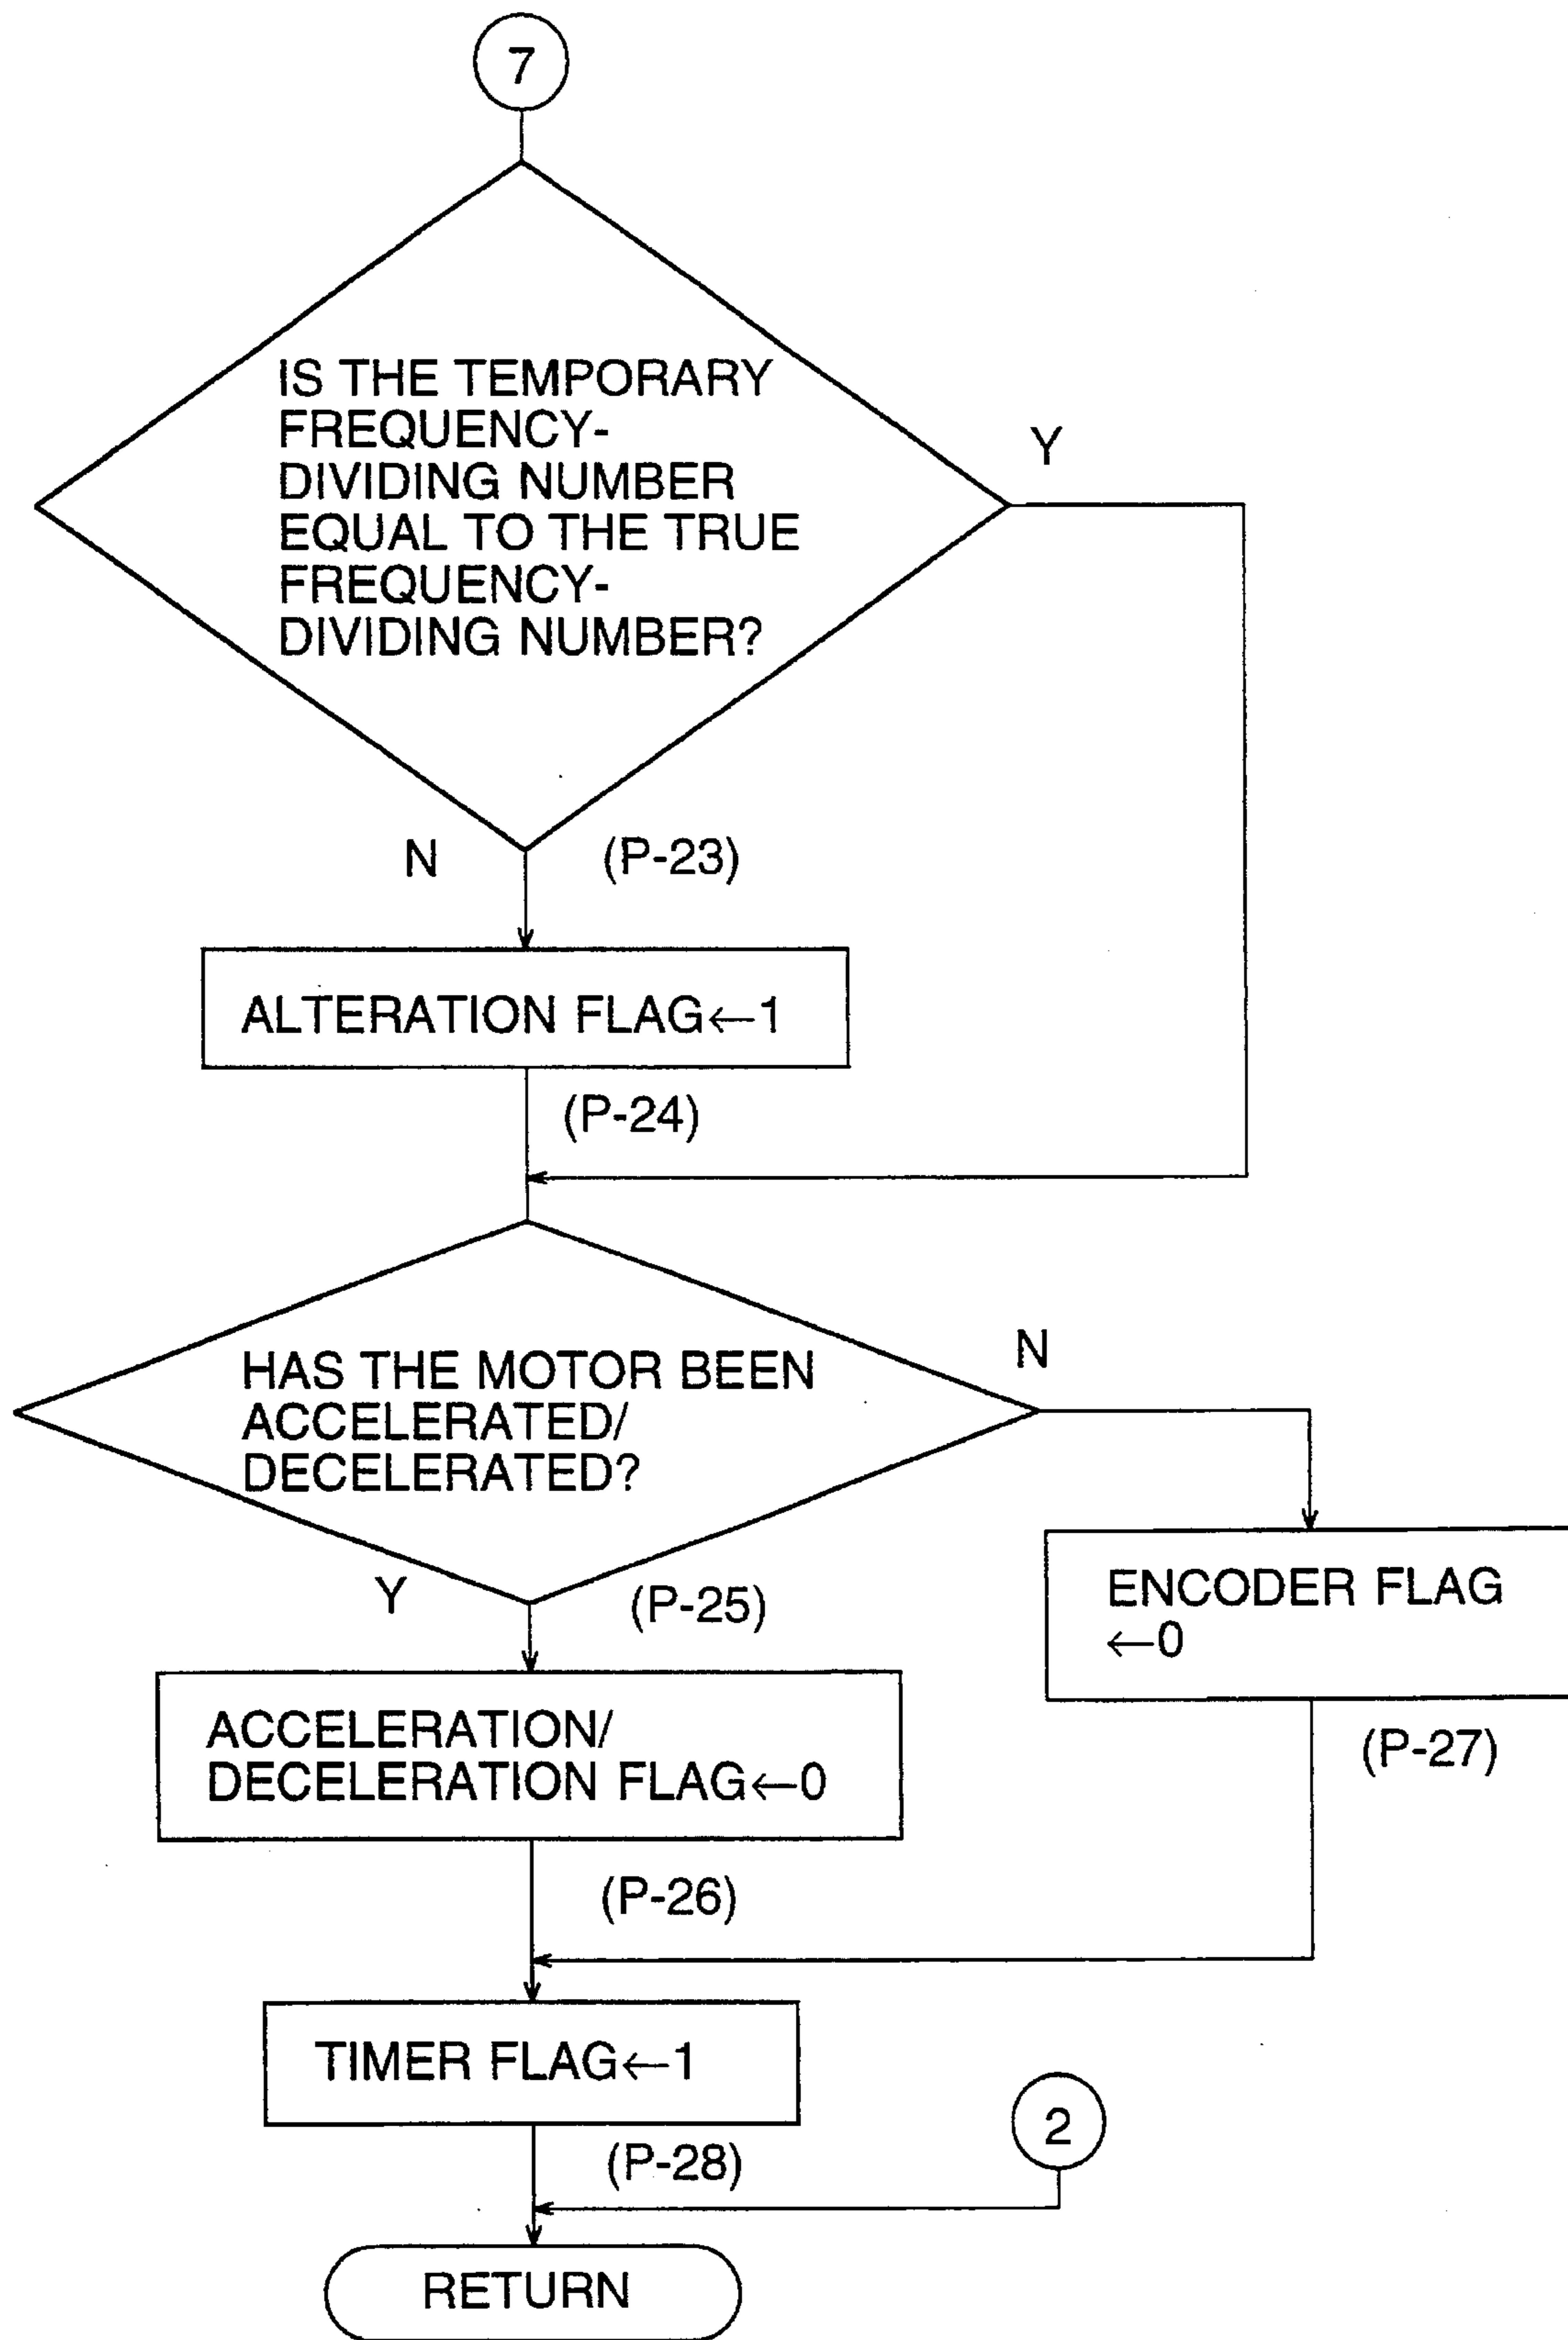 7
IS THE TEMPORARY
FREQUENCY-
DIVIDING NUMBER
EQUAL TO THE TRUE
FREQUENCY-
DIVIDING NUMBER?
Y
N
(P-23)
ALTERATION FLAG←1
(P-24)
HAS THE MOTOR BEEN
ACCELERATED/
DECELERATED?
N
Y
(P-25)
ENCODER FLAG
←0
(P-27)
ACCELERATION/
DECELERATION FLAG←0
(P-26)
TIMER FLAG←1
(P-28)
2
RETURN